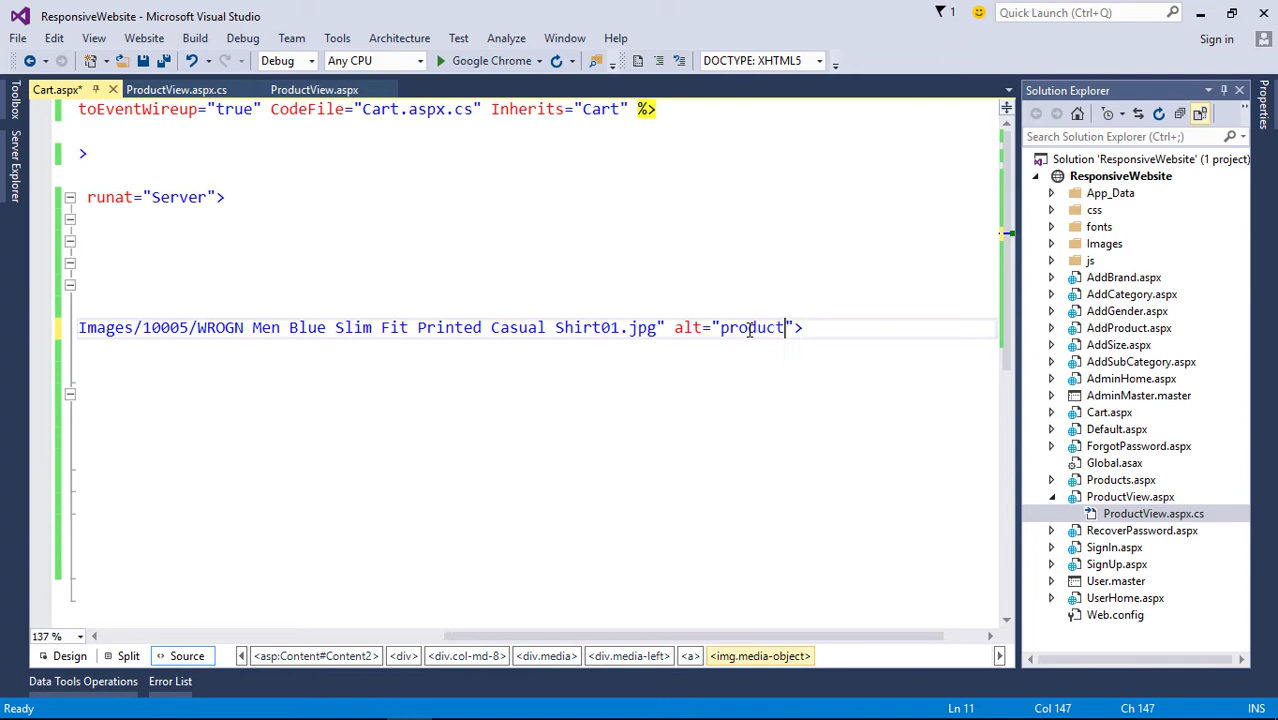 ResponsiveWebsite - Microsoft Visual Studio
1
Quick Launch (Ctrl+Q)
File Edit View Website Build Debug Team Tools Architecture Test Analyze Window Help
Sign in
Debug Any CPU Google Chrome DOCTYPE: XHTML5
Toolbox
Server Explorer
Cart.aspx* ProductView.aspx.cs ProductView.aspx
toEventWireup="true" CodeFile="Cart.aspx.cs" Inherits="Cart" %>
>
runat="Server">
Images/10005/WROGN Men Blue Slim Fit Printed Casual Shirt01.jpg" alt="product">
137 %
Design Split Source <asp:Content#Content2> <div> <div.col-md-8> <div.media> <div.media-left> <a> <img.media-object>
Data Tools Operations Error List
Solution Explorer
Search Solution Explorer (Ctrl+;)
Solution 'ResponsiveWebsite' (1 project)
ResponsiveWebsite
App_Data
css
fonts
Images
js
AddBrand.aspx
AddCategory.aspx
AddGender.aspx
AddProduct.aspx
AddSize.aspx
AddSubCategory.aspx
AdminHome.aspx
AdminMaster.master
Cart.aspx
Default.aspx
ForgotPassword.aspx
Global.asax
Products.aspx
ProductView.aspx
ProductView.aspx.cs
RecoverPassword.aspx
SignIn.aspx
SignUp.aspx
User.master
UserHome.aspx
Web.config
Properties
Ready
Ln 11 Col 147 Ch 147 INS